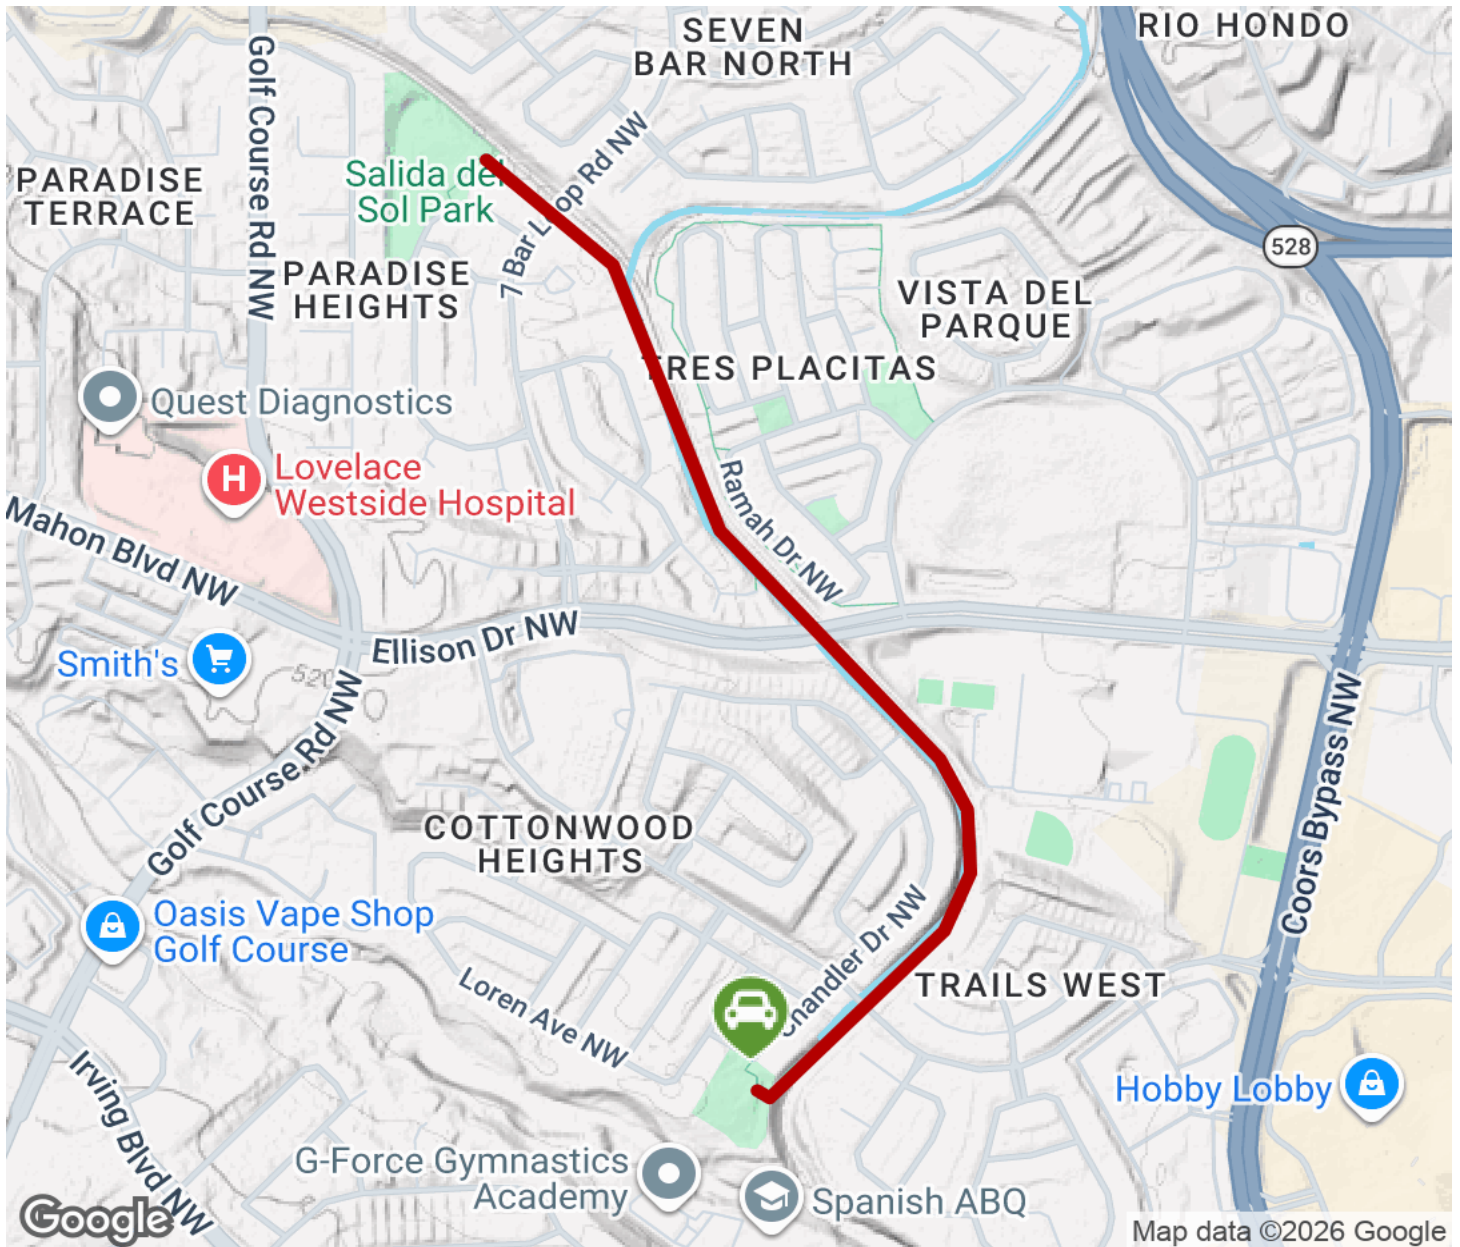 SEVEN
BAR NORTH
RIO HONDO
Golf Course Rd NW
7 Bar Loop Rd NW
Salida del
Sol Park
PARADISE
TERRACE
528
PARADISE
HEIGHTS
VISTA DEL
PARQUE
TRES PLACITAS
Quest Diagnostics
H
Lovelace
Westside Hospital
Ramah Dr NW
Mahon Blvd NW
Ellison Dr NW
Smith's
520
Golf Course Rd NW
Coors Bypass NW
COTTONWOOD
HEIGHTS
Oasis Vape Shop
Golf Course
Chandler Dr NW
Loren Ave NW
TRAILS WEST
Irving Blvd NW
Hobby Lobby
G-Force Gymnastics
Academy
Spanish ABQ
Google
Map data ©2026 Google